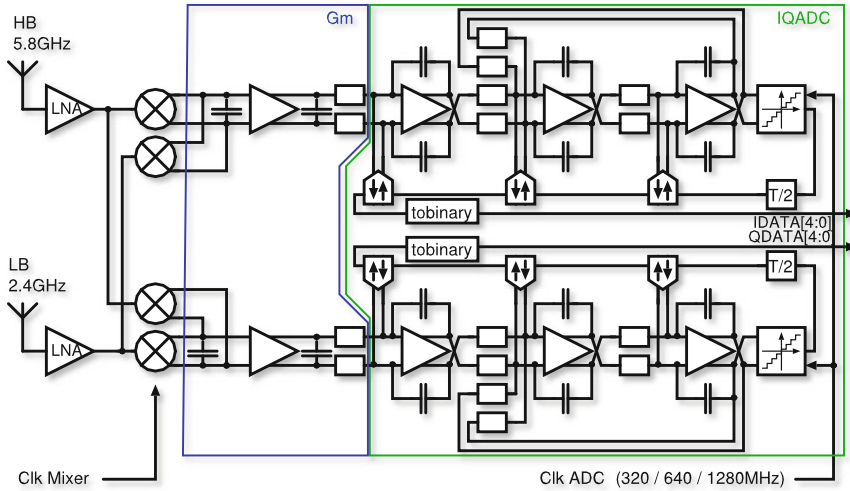 HB
5.8GHz
Gm
IQADC
LNA
T/2
tobinary
IDATA[4:0]
QDATA[4:0]
tobinary
T/2
LB
2.4GHz
LNA
Clk Mixer
Clk ADC (320 / 640 / 1280MHz)